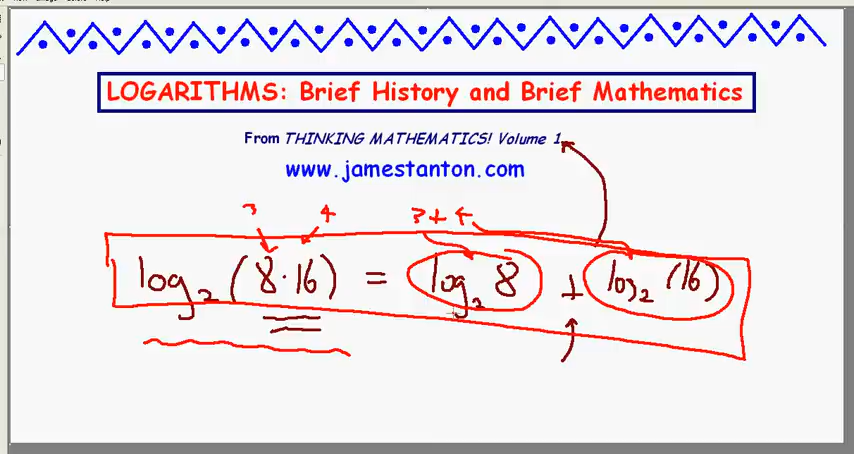 LOGARITHMS: Brief History and Brief Mathematics
From THINKING MATHEMATICS! Volume 1
www.jamestanton.com
3 4 3 + 4
log₂ (8·16) = log₂ 8 + log₂ (16)